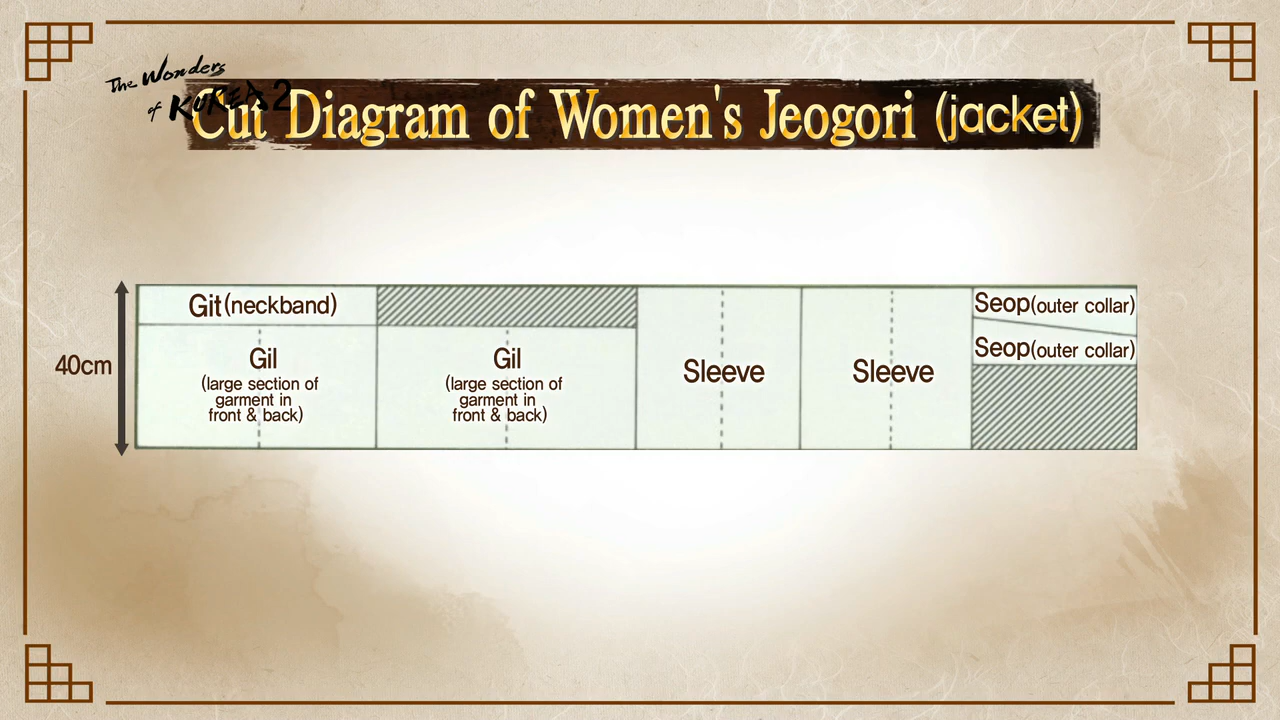 The Wonders
of KOREA 2
Cut Diagram of Women's Jeogori (jacket)
40cm
Git(neckband)
Gil
(large section of
garment in
front & back)
Gil
(large section of
garment in
front & back)
Sleeve
Sleeve
Seop(outer collar)
Seop(outer collar)